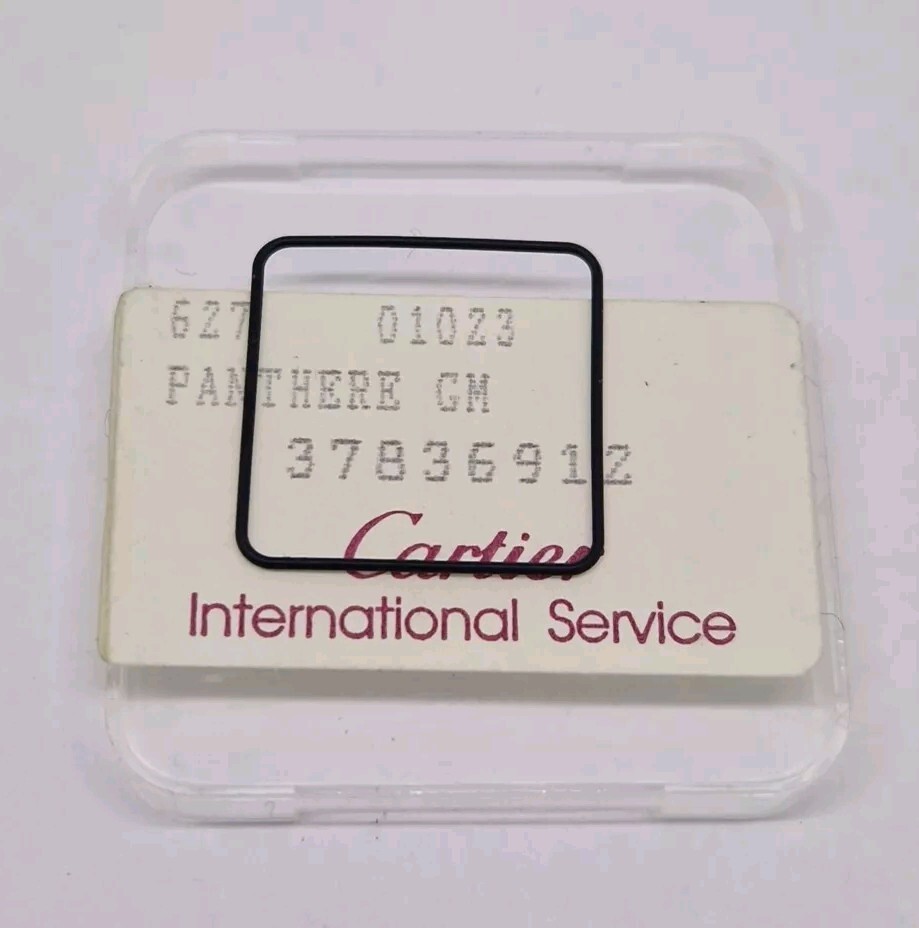 627 01023
PANTHERE GM
37836912
Cartier
International Service